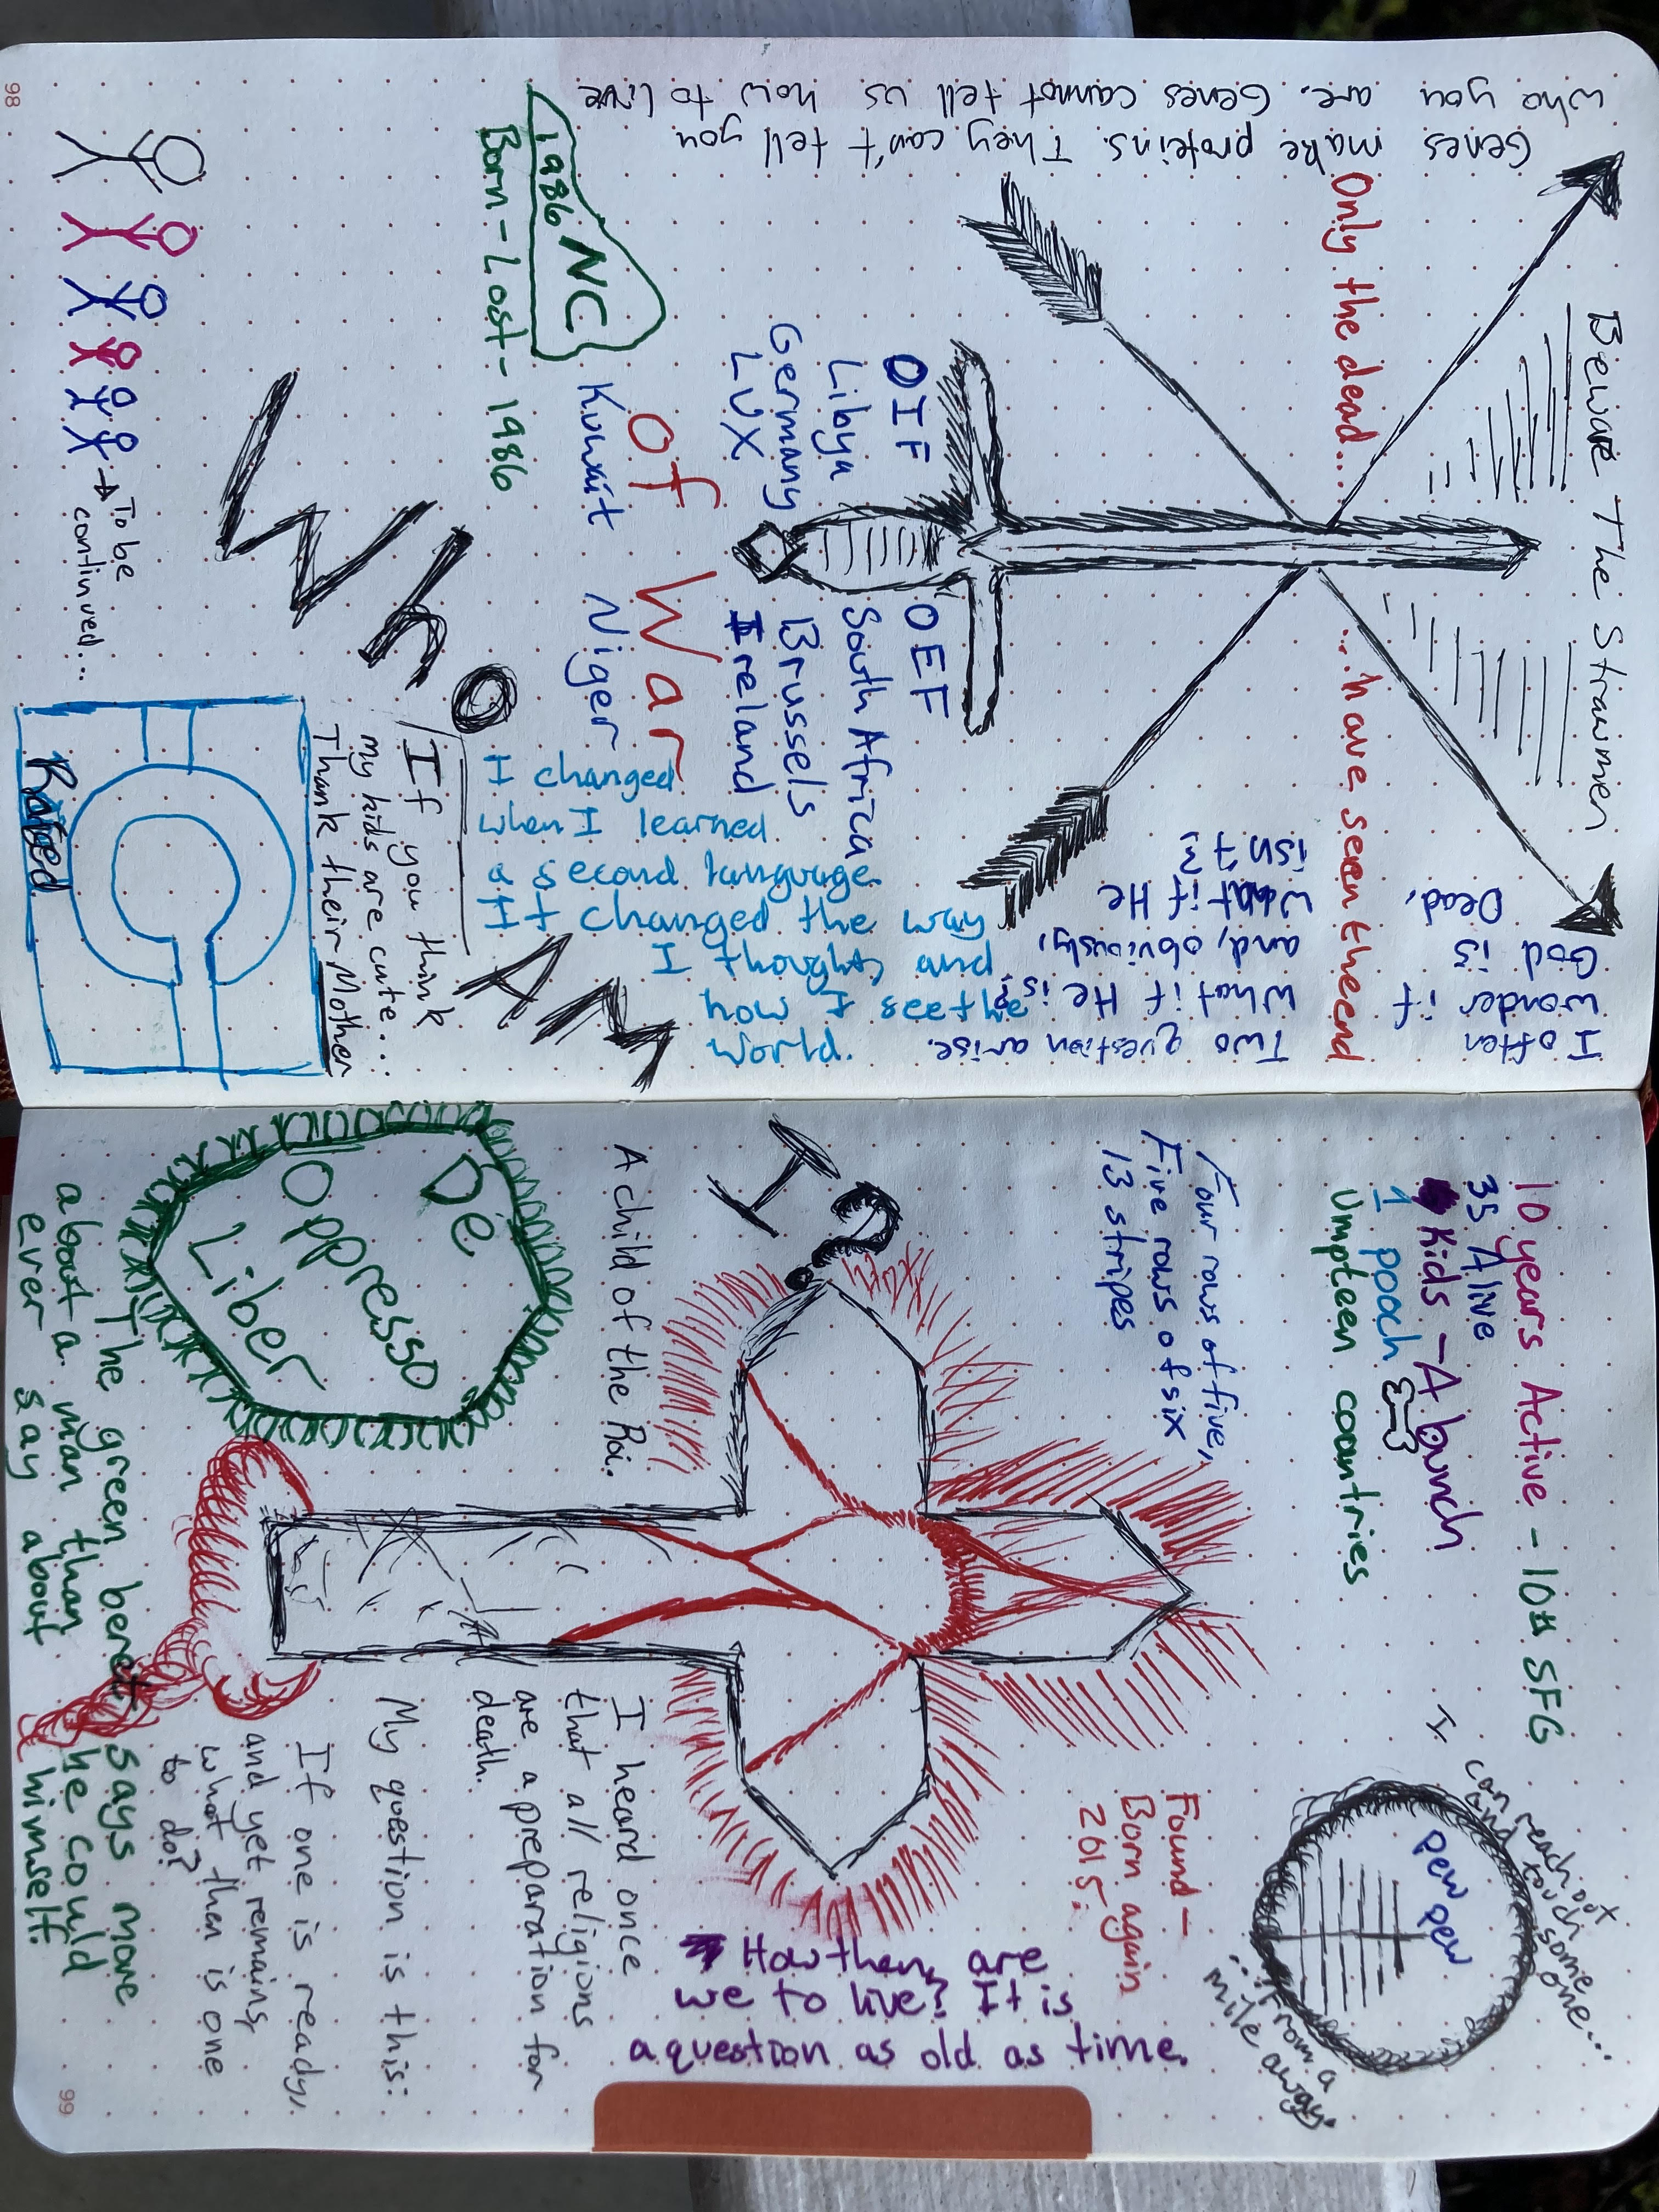 Beware The Strawmen
who you are. Genes cannot tell us how to live
Genes make proteins. They can't tell you
Only the dead...
...have seen the end
I often
wonder if
God is
Dead.
Two question arise.
What if He is?
and, obviously,
what if He
isn't?
OIF
Libya
Germany
LUX
OEF
South Africa
Brussels
Ireland
of War
Kuwait Niger
I changed
when I learned
a second language.
It changed the way
I thought, and
how I see the
world.
NC
1986
Born-Lost-1986
Who Am
I?
If you think
my kids are cute...
Thank their Mother
Raised
To be
continued...
98
10 years Active - 10th SFG
35 Alive
Kids - A bunch
1 pooch
Umpteen countries
I can reach out
and touch
some
one...
Pew
Pew
...From a
mile away.
Four rows of five,
Five rows of six
13 stripes
Found-
Born again
2015.
How then, are
we to live? It is
a question as old as time.
A child of the Roi.
I heard once
that all religions
are a preparation for
death.
My question is this:
If one is ready,
and yet remains,
what then is one
to do?
De
Oppresso
Liber
The green beret says more
about a man than he could
ever say about himself.
99